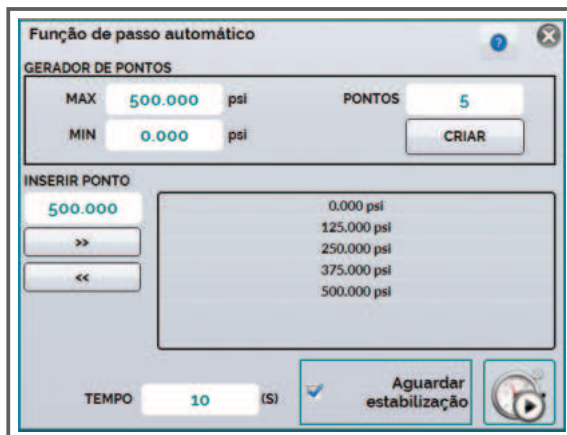 Função de passo automático
?
GERADOR DE PONTOS
MAX 500.000 psi PONTOS 5
MIN 0.000 psi CRIAR
INSERIR PONTO
500.000
>>
<<
0.000 psi
125.000 psi
250.000 psi
375.000 psi
500.000 psi
TEMPO 10 (S)
Aguardar
estabilização